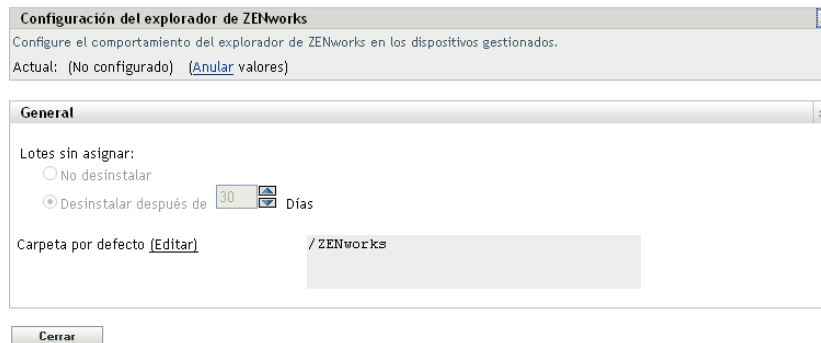 Configuración del explorador de ZENworks
Configure el comportamiento del explorador de ZENworks en los dispositivos gestionados.
Actual: (No configurado) (Anular valores)
General
Lotes sin asignar:
No desinstalar
Desinstalar después de 30 Días
Carpeta por defecto (Editar) /ZENworks
Cerrar